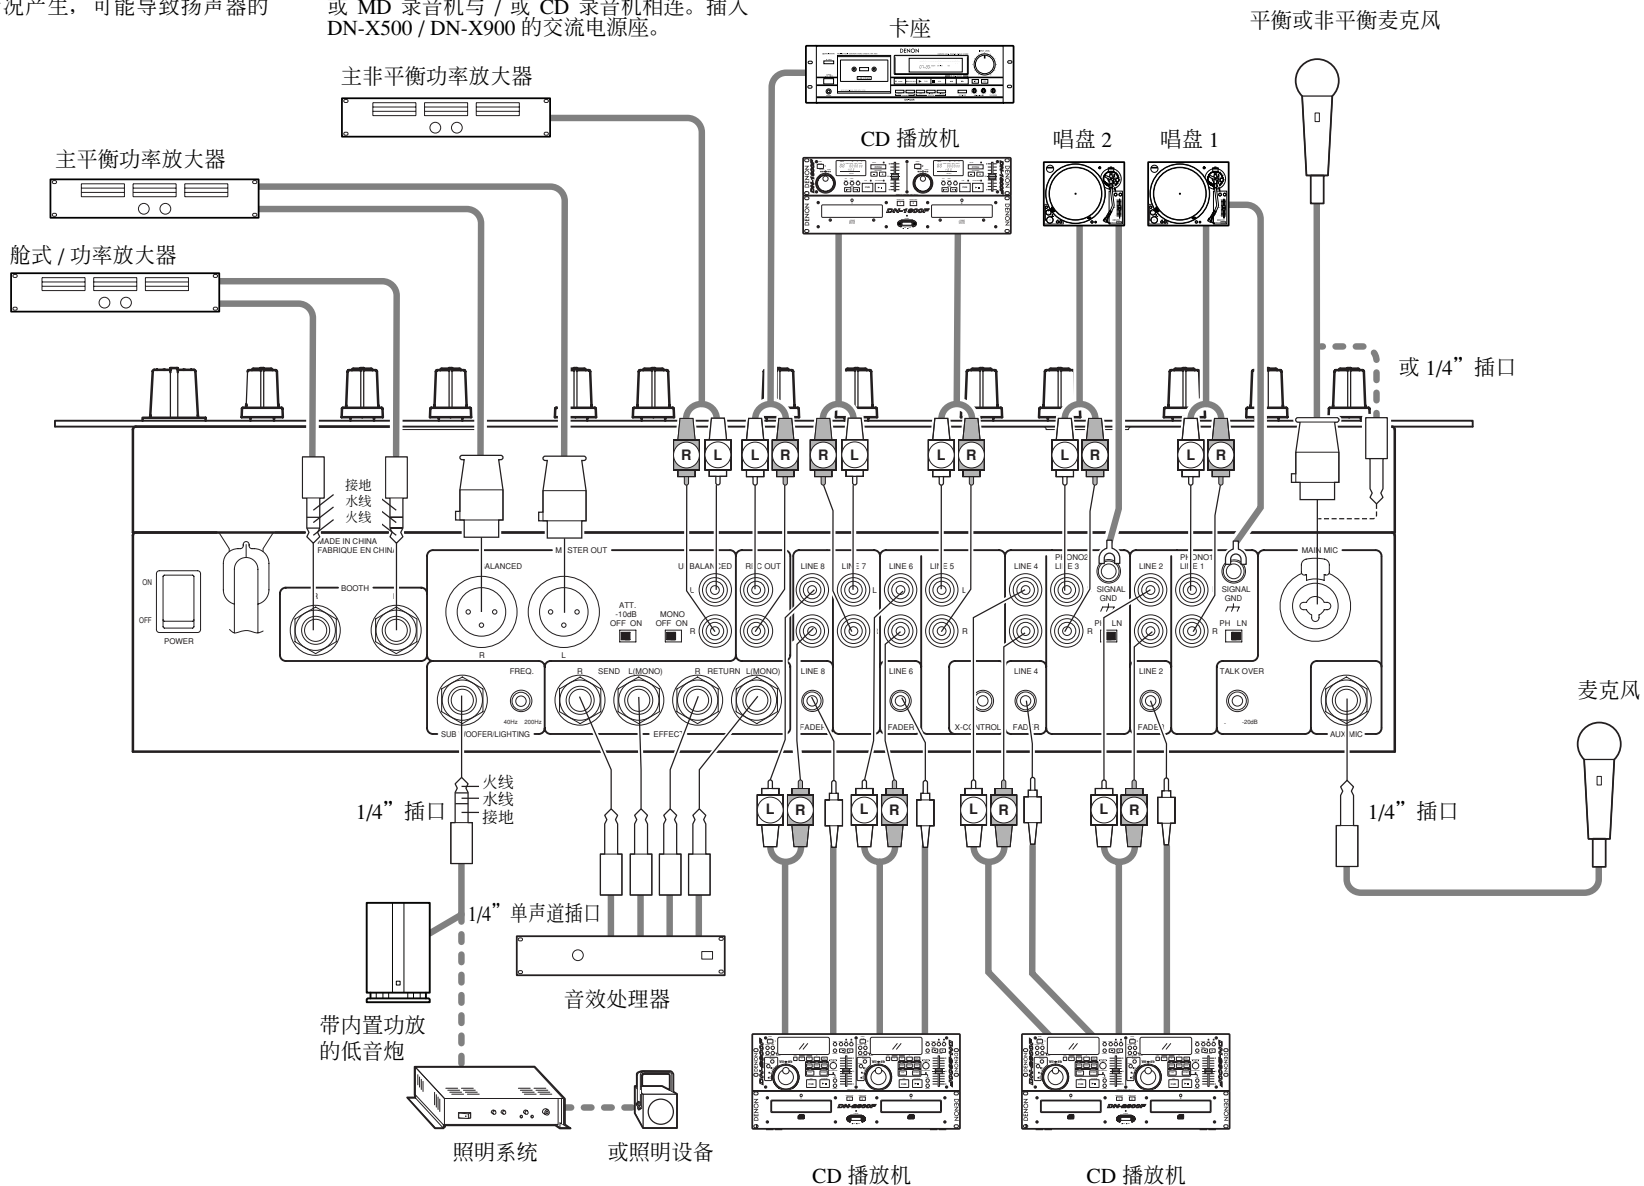 况产生，可能导致扬声器的
或 MD 录音机与 / 或 CD 录音机相连。插入
DN-X500 / DN-X900 的交流电源座。
平衡或非平衡麦克风
卡座
DENON
主非平衡功率放大器
CD 播放机
唱盘 2
唱盘 1
主平衡功率放大器
DENON
DENON
DN-1800F
DENON
DENON
舱式 / 功率放大器
或 1/4” 插口
R L L R R L L R L R L R
接地
水线
火线
MADE IN CHINA
FABRIQUE EN CHINA
MASTER OUT
BALANCED
UNBALANCED
REC OUT
LINE 8
LINE 7
LINE 6
LINE 5
LINE 4
PHONO2
LINE 3
LINE 2
PHONO1
LINE 1
MAIN MIC
ON
OFF
POWER
BOOTH
R
L
ATT.
-10dB
OFF ON
MONO
OFF ON
L
R
L
R
SIGNAL
GND
PH LN
R
SIGNAL
GND
PH LN
R
R
L
FREQ.
40Hz 200Hz
SUB WOOFER/LIGHTING
R SEND L(MONO)
R RETURN L(MONO)
EFFECT
LINE 8
FADER
LINE 6
FADER
X-CONTROL
LINE 4
FADER
LINE 2
FADER
TALK OVER
-20dB
AUX MIC
麦克风
火线
水线
接地
1/4” 插口
L R L R L R L R
1/4” 插口
1/4” 单声道插口
音效处理器
带内置功放
的低音炮
DENON
DENON
DENON
DENON
照明系统
或照明设备
CD 播放机
CD 播放机